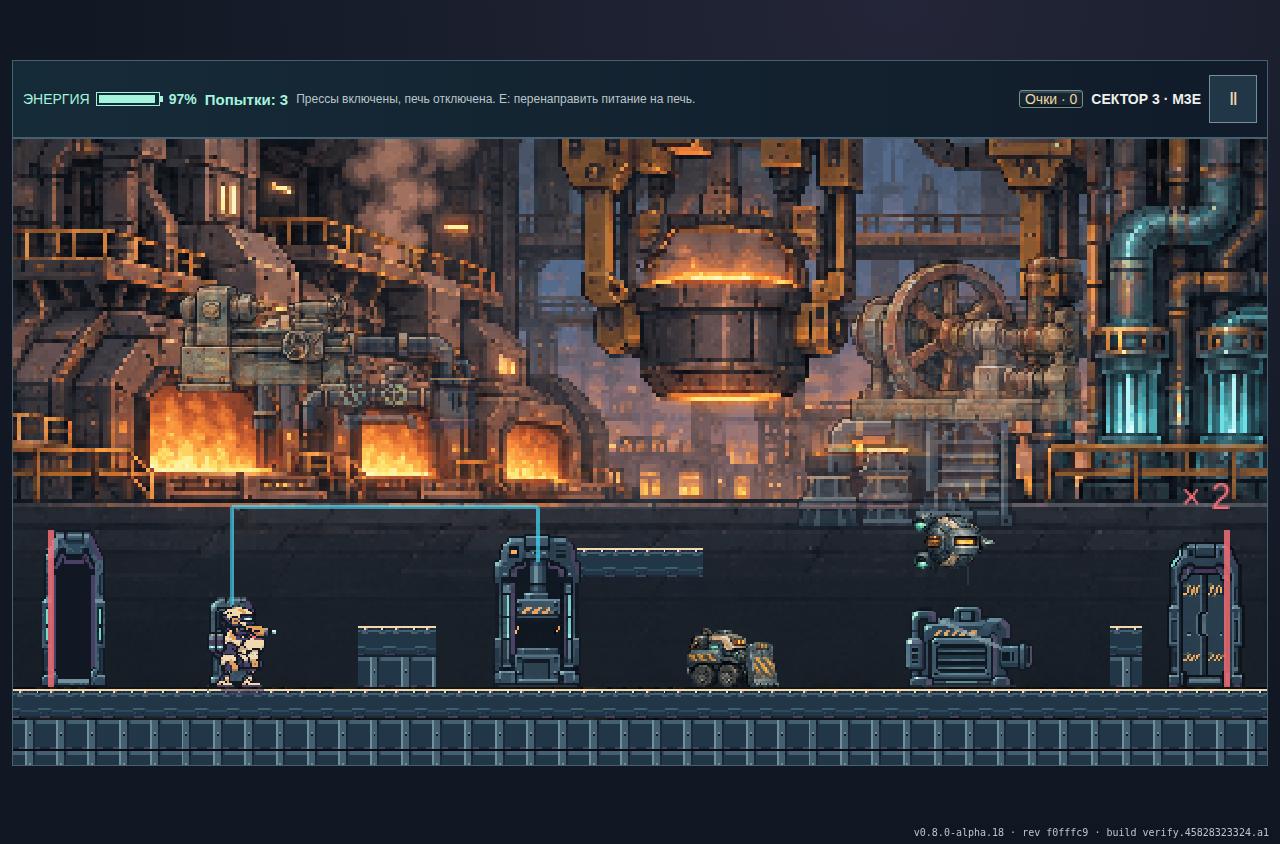 ЭНЕРГИЯ 97% Попытки: 3 Прессы включены, печь отключена. E: перенаправить питание на печь. Очки · 0 СЕКТОР 3 · М3Е II
× 2
v0.8.0-alpha.18 · rev f0fffc9 · build verify.45828323324.a1